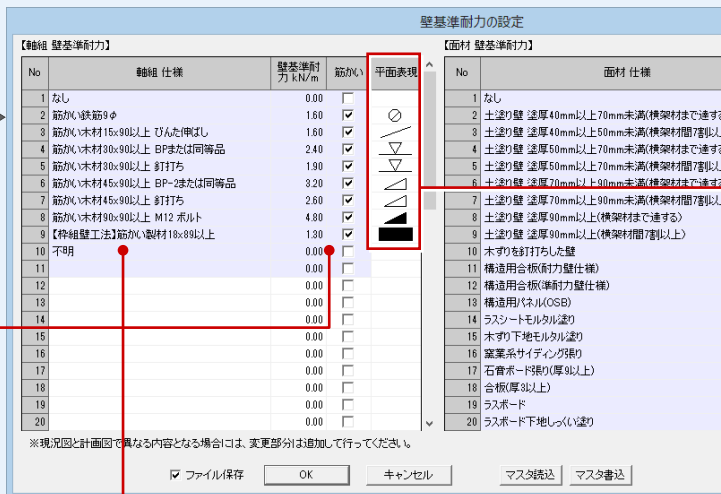 壁基準耐力の設定
【軸組 壁基準耐力】
No 軸組 仕様 壁基準耐力 kN/m 筋かい 平面表現
1 なし 0.00
2 筋かい鉄筋9φ 1.60
3 筋かい木材15x90以上 びんた伸ばし 1.60
4 筋かい木材30x90以上 BPまたは同等品 2.40
5 筋かい木材30x90以上 釘打ち 1.90
6 筋かい木材45x90以上 BP-2または同等品 3.20
7 筋かい木材45x90以上 釘打ち 2.60
8 筋かい木材90x90以上 M12 ボルト 4.80
9 【枠組壁工法】筋かい製材18x89以上 1.30
10 不明 0.00
11 0.00
12 0.00
13 0.00
14 0.00
15 0.00
16 0.00
17 0.00
18 0.00
19 0.00
20 0.00
【面材 壁基準耐力】
No 面材 仕様
1 なし
2 土塗り壁 塗厚40mm以上70mm未満(横架材まで達する
3 土塗り壁 塗厚40mm以上50mm未満(横架材間7割以上
4 土塗り壁 塗厚50mm以上70mm未満(横架材まで達する
5 土塗り壁 塗厚50mm以上70mm未満(横架材間7割以上
6 土塗り壁 塗厚70mm以上90mm未満(横架材まで達する
7 土塗り壁 塗厚70mm以上90mm未満(横架材間7割以上
8 土塗り壁 塗厚90mm以上(横架材まで達する)
9 土塗り壁 塗厚90mm以上(横架材間7割以上)
10 木ずりを釘打ちした壁
11 構造用合板(耐力壁仕様)
12 構造用合板(準耐力壁仕様)
13 構造用パネル(OSB)
14 ラスシートモルタル塗り
15 木ずり下地モルタル塗り
16 窯業系サイディング張り
17 石膏ボード張り(厚9以上)
18 合板(厚3以上)
19 ラスボード
20 ラスボード下地しっくい塗り
※現況図と計画図で異なる内容となる場合には、変更部分は追加して行ってください。
ファイル保存 OK キャンセル マスタ読込 マスタ書込